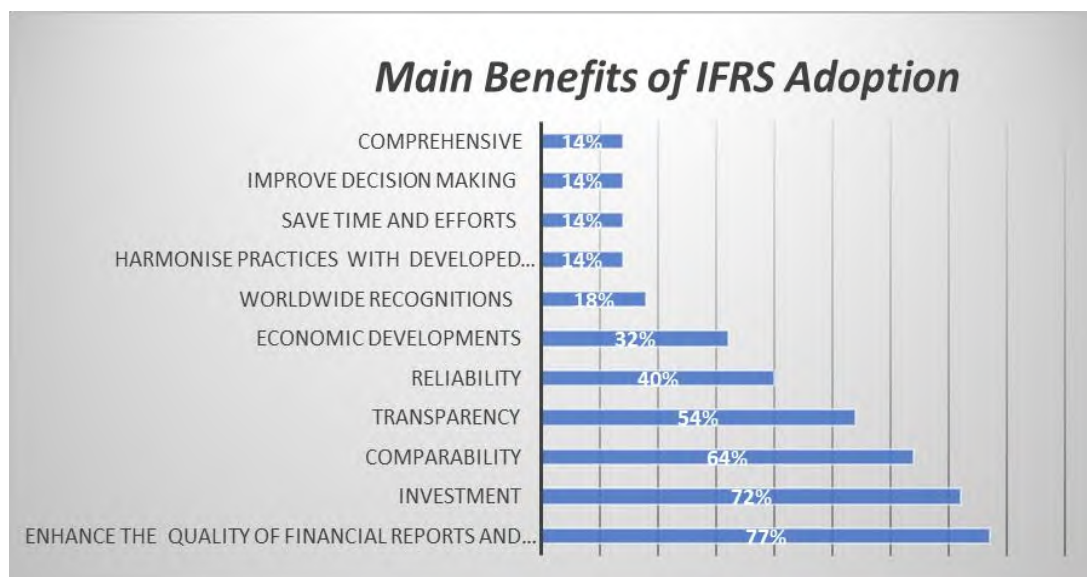 Main Benefits of IFRS Adoption
COMPREHENSIVE 14%
IMPROVE DECISION MAKING 14%
SAVE TIME AND EFFORTS 14%
HARMONISE PRACTICES WITH DEVELOPED... 14%
WORLDWIDE RECOGNITIONS 18%
ECONOMIC DEVELOPMENTS 32%
RELIABILITY 40%
TRANSPARENCY 54%
COMPARABILITY 64%
INVESTMENT 72%
ENHANCE THE QUALITY OF FINANCIAL REPORTS AND... 77%